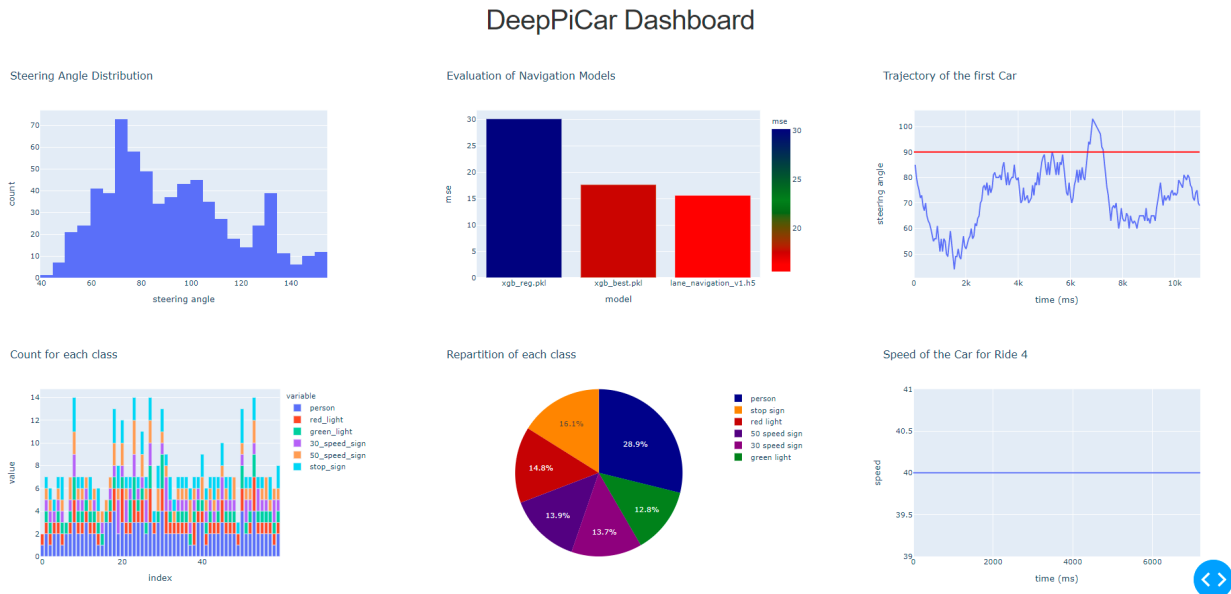 DeepPiCar Dashboard
Steering Angle Distribution
70
60
50
40
30
20
10
0
40
60
80
100
120
140
count
steering angle
Evaluation of Navigation Models
30
25
20
15
10
5
0
xgb_reg.pkl
xgb_best.pkl
lane_navigation_v1.h5
mse
model
mse
30
25
20
Trajectory of the first Car
100
90
80
70
60
50
0
2k
4k
6k
8k
10k
steering angle
time (ms)
Count for each class
14
12
10
8
6
4
2
0
0
20
40
value
index
variable
person
red_light
green_light
30_speed_sign
50_speed_sign
stop_sign
Repartition of each class
16.1%
28.9%
14.8%
12.8%
13.9%
13.7%
person
stop sign
red light
50 speed sign
30 speed sign
green light
Speed of the Car for Ride 4
41
40.5
40
39.5
39
0
2000
4000
6000
speed
time (ms)